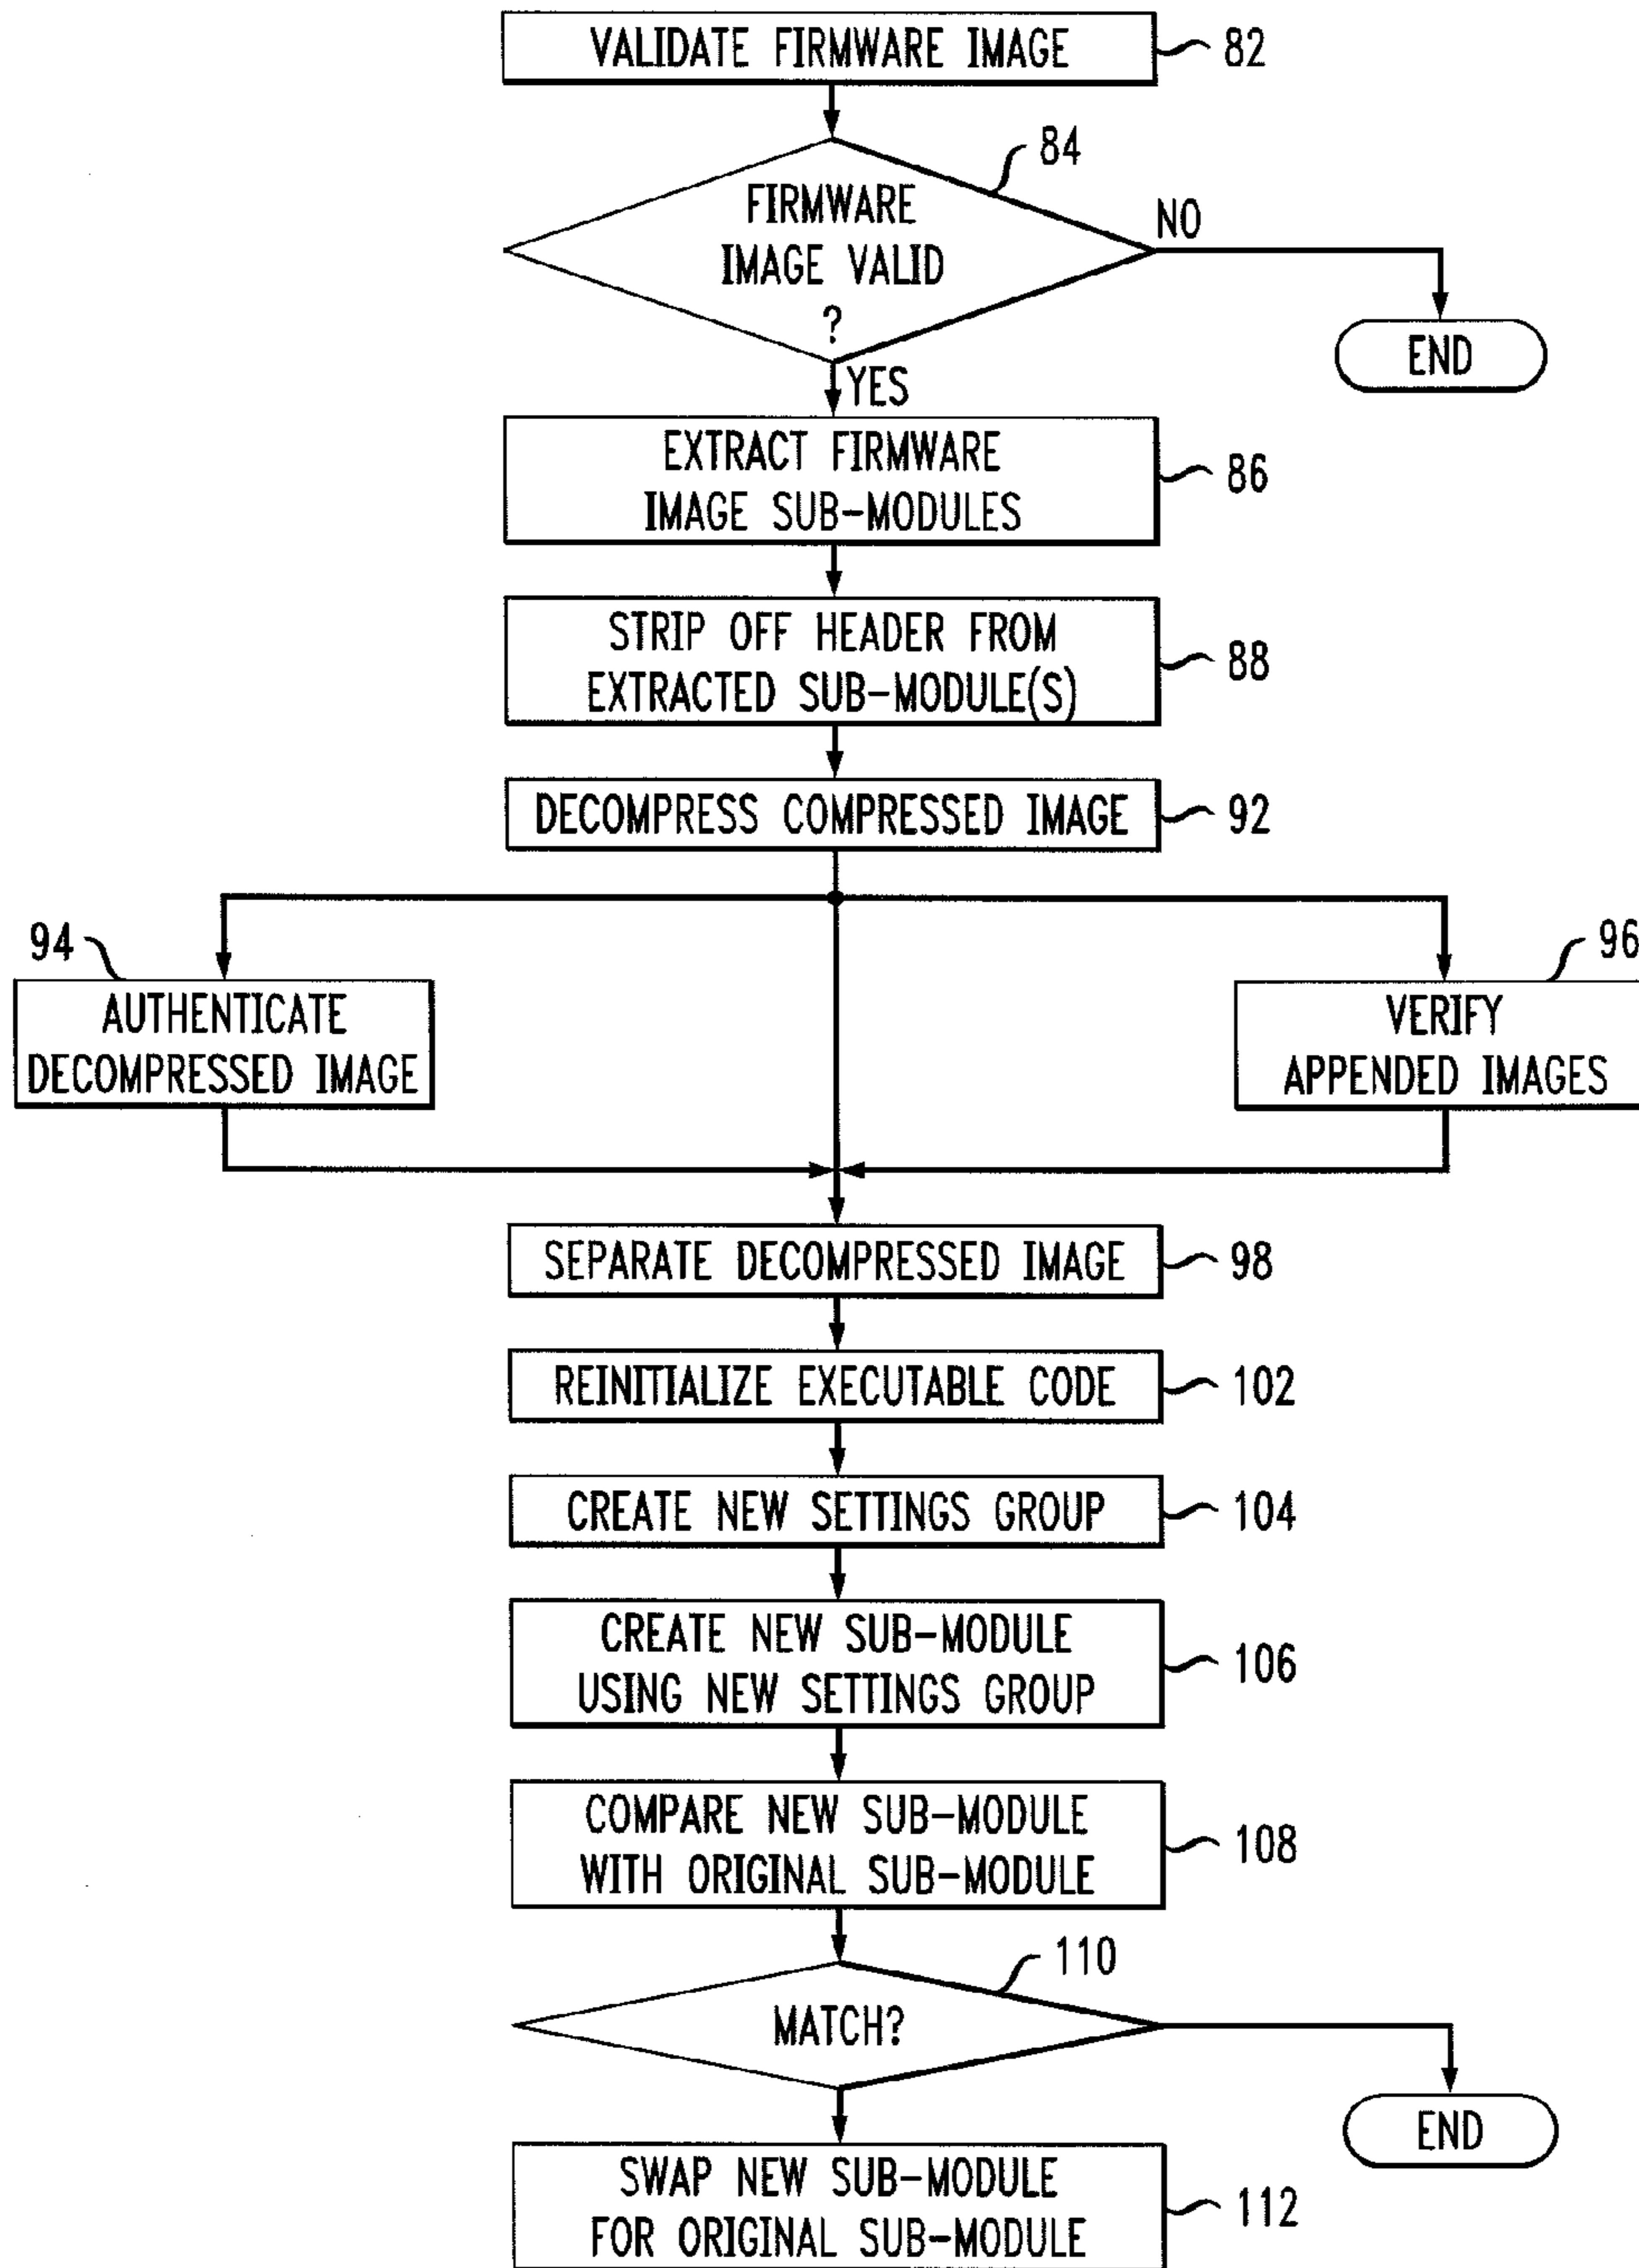 VALIDATE FIRMWARE IMAGE
82
84
FIRMWARE
IMAGE VALID
?
NO
END
YES
EXTRACT FIRMWARE
IMAGE SUB-MODULES
86
STRIP OFF HEADER FROM
EXTRACTED SUB-MODULE(S)
88
DECOMPRESS COMPRESSED IMAGE
92
94
AUTHENTICATE
DECOMPRESSED IMAGE
96
VERIFY
APPENDED IMAGES
SEPARATE DECOMPRESSED IMAGE
98
REINITIALIZE EXECUTABLE CODE
102
CREATE NEW SETTINGS GROUP
104
CREATE NEW SUB-MODULE
USING NEW SETTINGS GROUP
106
COMPARE NEW SUB-MODULE
WITH ORIGINAL SUB-MODULE
108
110
MATCH?
END
SWAP NEW SUB-MODULE
FOR ORIGINAL SUB-MODULE
112